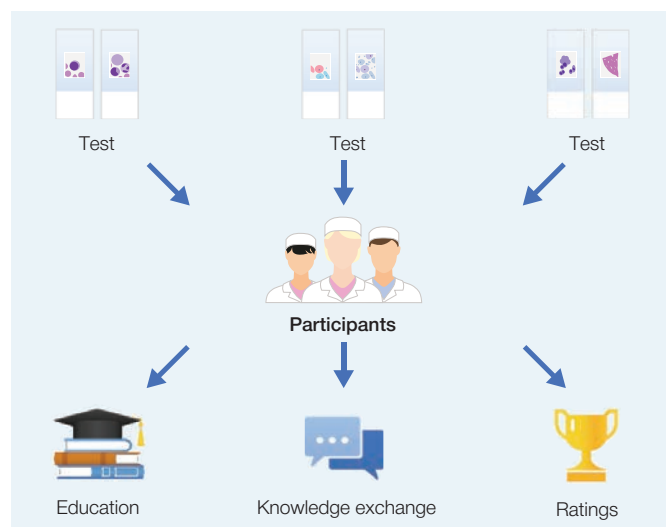 Test
Test
Test
Participants
Education
Knowledge exchange
Ratings